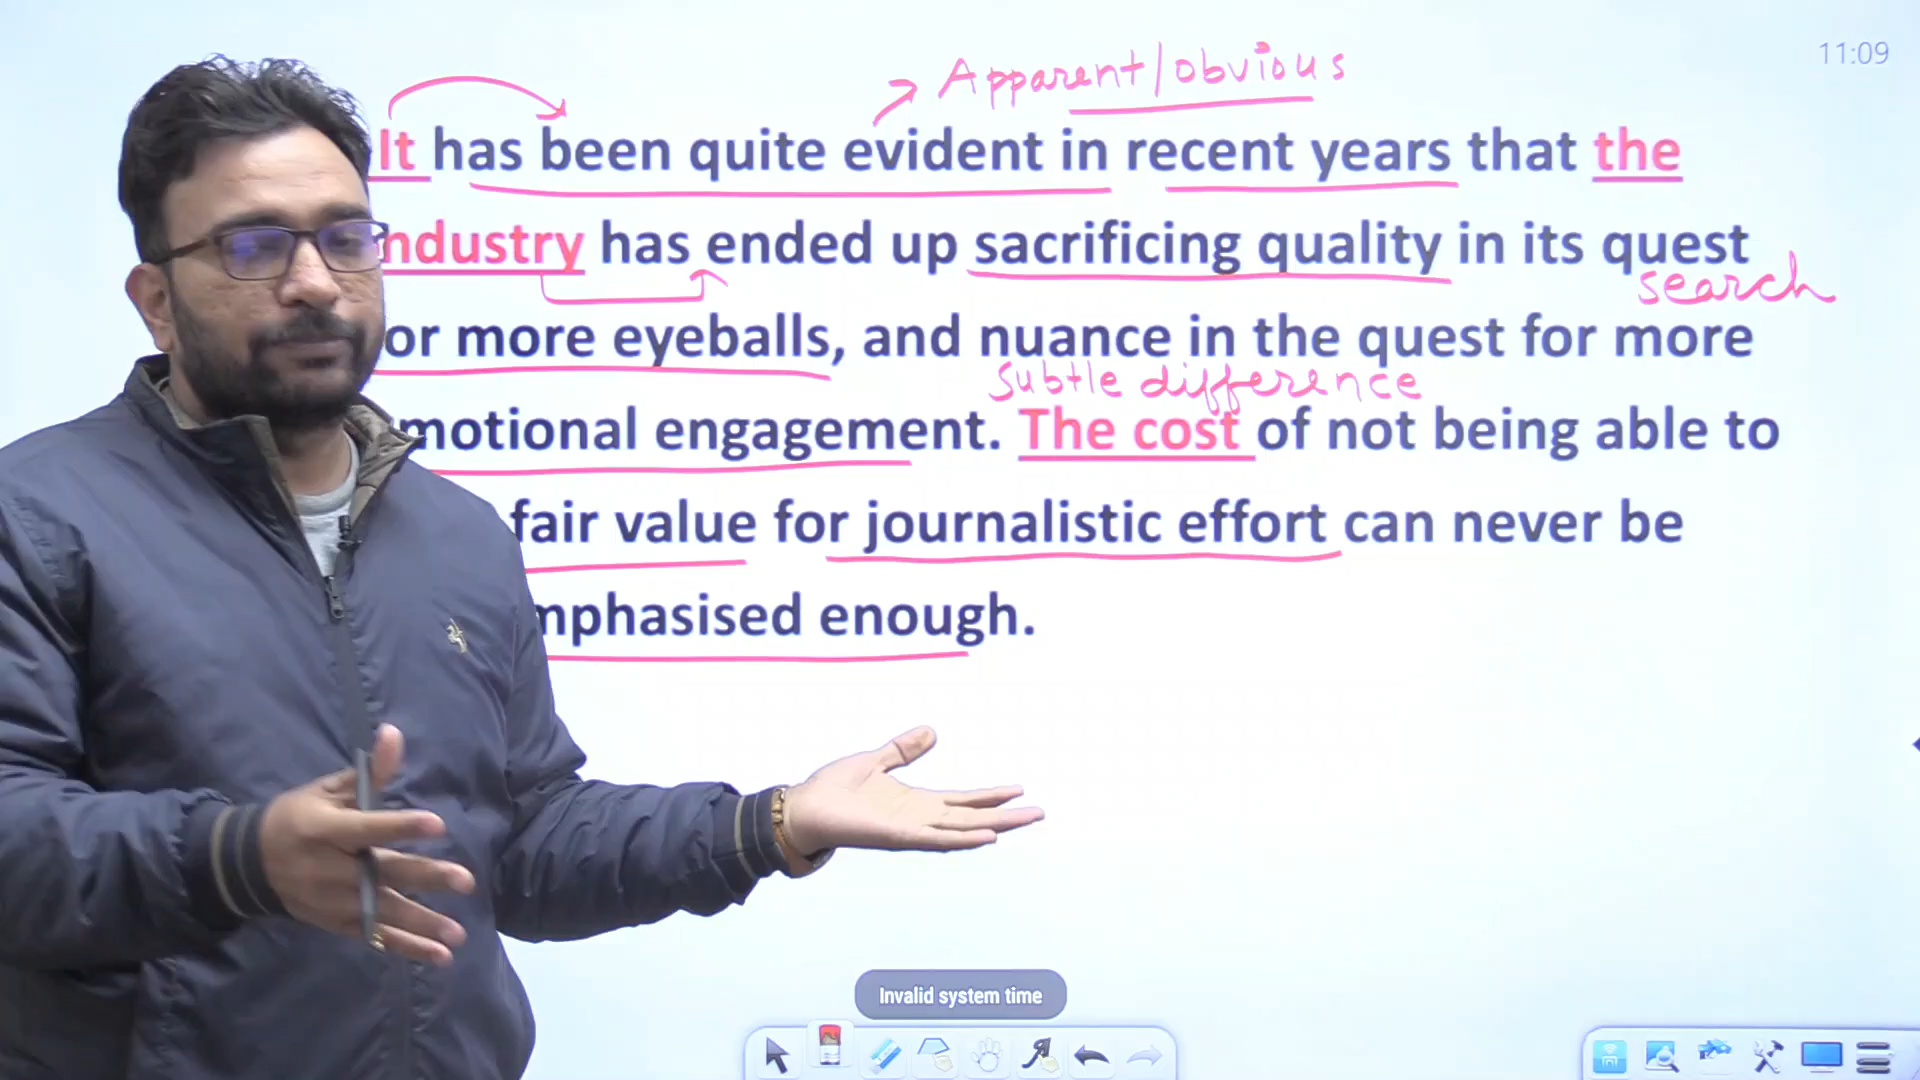 11:09
Apparent/obvious
It has been quite evident in recent years that the
ndustry has ended up sacrificing quality in its quest
search
or more eyeballs, and nuance in the quest for more
subtle difference
motional engagement. The cost of not being able to
fair value for journalistic effort can never be
mphasised enough.
Invalid system time